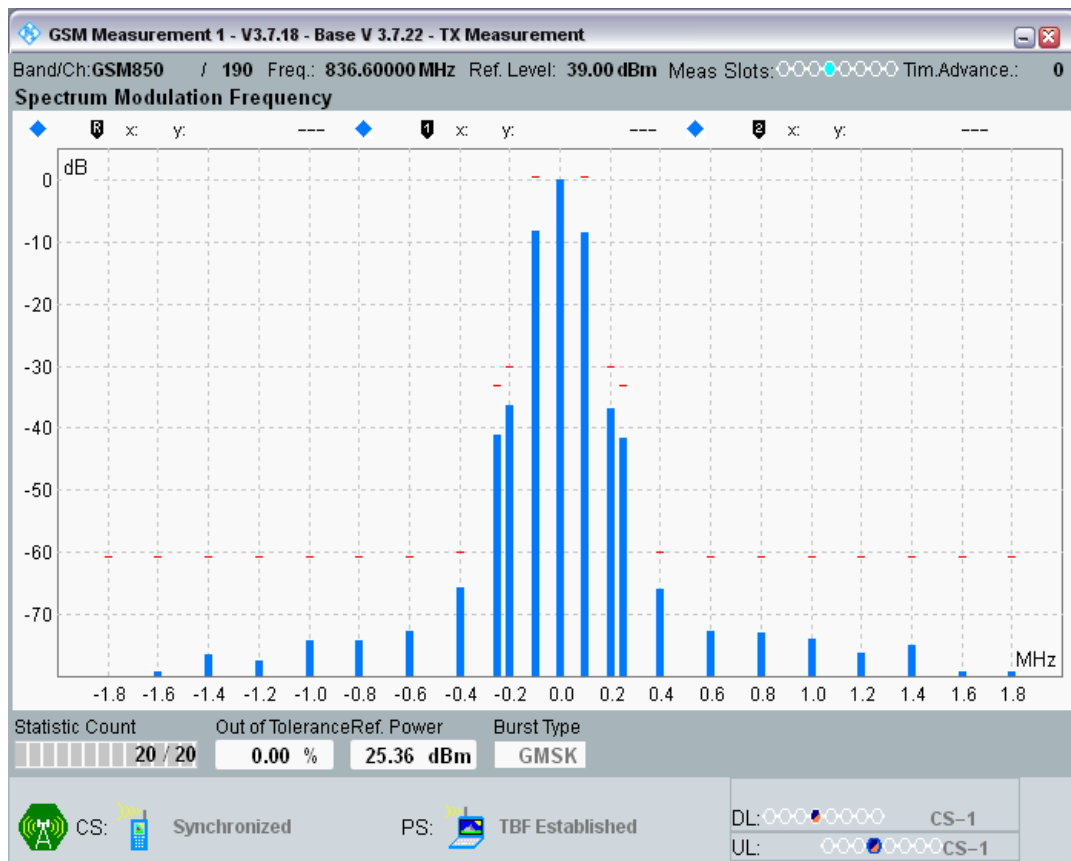 GSM Measurement 1 - V3.7.18 - Base V 3.7.22 - TX Measurement
Band/Ch:GSM850 / 190 Freq.: 836.60000 MHz Ref. Level: 39.00 dBm Meas Slots: Tim.Advance.: 0
Spectrum Modulation Frequency
R x: y: --- 1 x: y: --- 2 x: y: ---
dB
0
-10
-20
-30
-40
-50
-60
-70
MHz
-1.8 -1.6 -1.4 -1.2 -1.0 -0.8 -0.6 -0.4 -0.2 0.0 0.2 0.4 0.6 0.8 1.0 1.2 1.4 1.6 1.8
Statistic Count Out of Tolerance Ref. Power Burst Type
20 / 20 0.00 % 25.36 dBm GMSK
CS: Synchronized PS: TBF Established
DL: CS-1
UL: CS-1